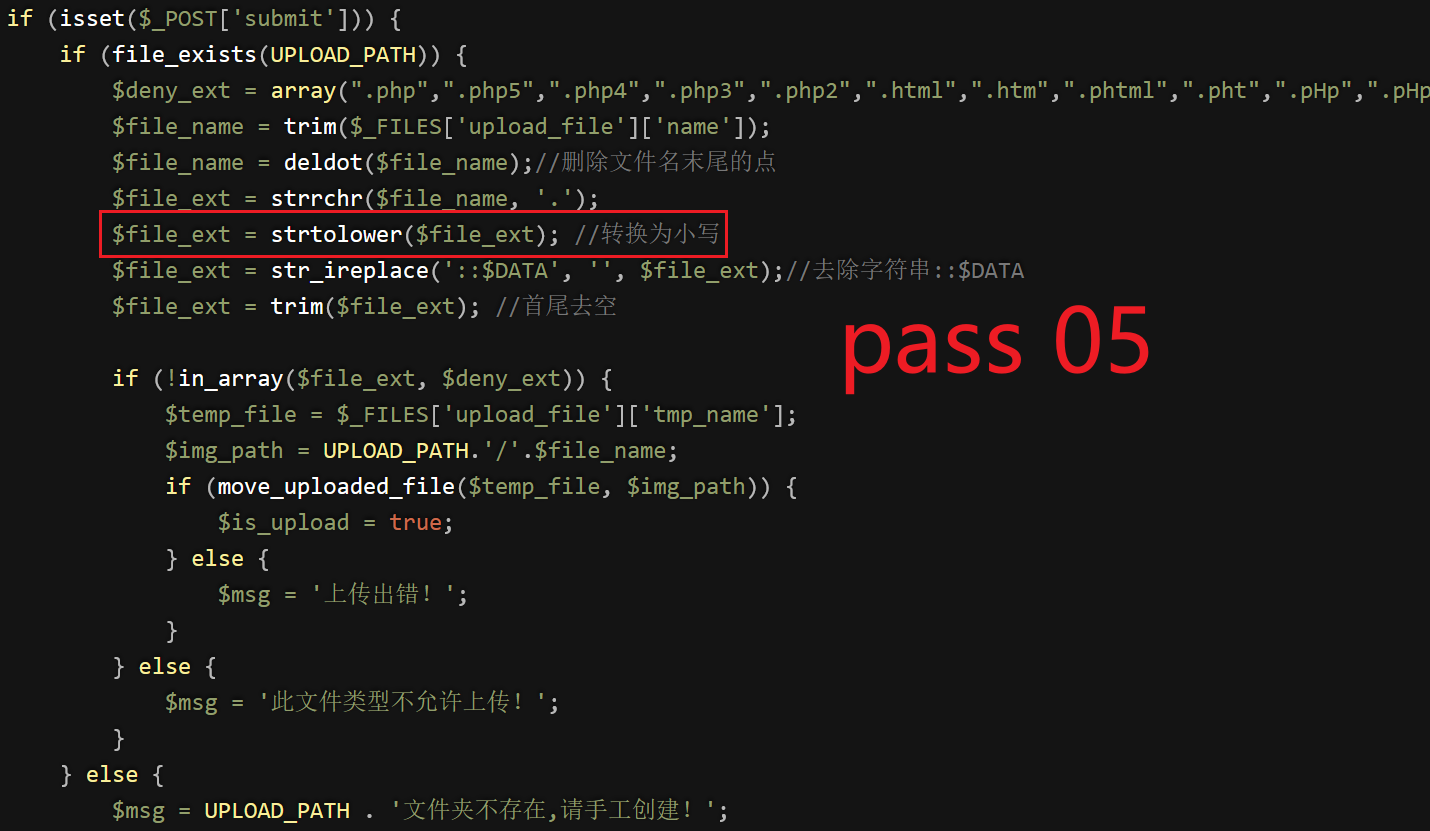 if (isset($_POST['submit'])) {
    if (file_exists(UPLOAD_PATH)) {
        $deny_ext = array(".php",".php5",".php4",".php3",".php2",".html",".htm",".phtml",".pht",".pHp",".pHp
        $file_name = trim($_FILES['upload_file']['name']);
        $file_name = deldot($file_name);//删除文件名末尾的点
        $file_ext = strrchr($file_name, '.');
        $file_ext = strtolower($file_ext); //转换为小写
        $file_ext = str_ireplace('::$DATA', '', $file_ext);//去除字符串::$DATA
        $file_ext = trim($file_ext); //首尾去空
pass 05
        if (!in_array($file_ext, $deny_ext)) {
            $temp_file = $_FILES['upload_file']['tmp_name'];
            $img_path = UPLOAD_PATH.'/'.$file_name;
            if (move_uploaded_file($temp_file, $img_path)) {
                $is_upload = true;
            } else {
                $msg = '上传出错！';
            }
        } else {
            $msg = '此文件类型不允许上传！';
        }
    } else {
        $msg = UPLOAD_PATH . '文件夹不存在,请手工创建！';